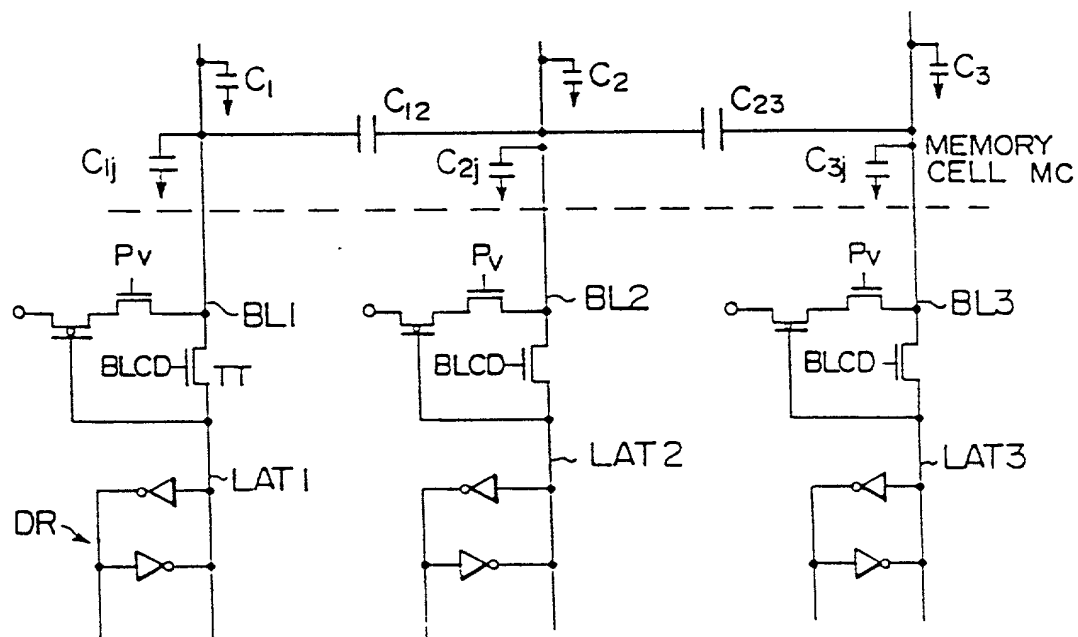 C1
C2
C3
C12
C23
C1j
C2j
C3j
MEMORY
CELL MC
Pv
Pv
Pv
BL1
BL2
BL3
BLCD
TT
BLCD
BLCD
LAT1
LAT2
LAT3
DR